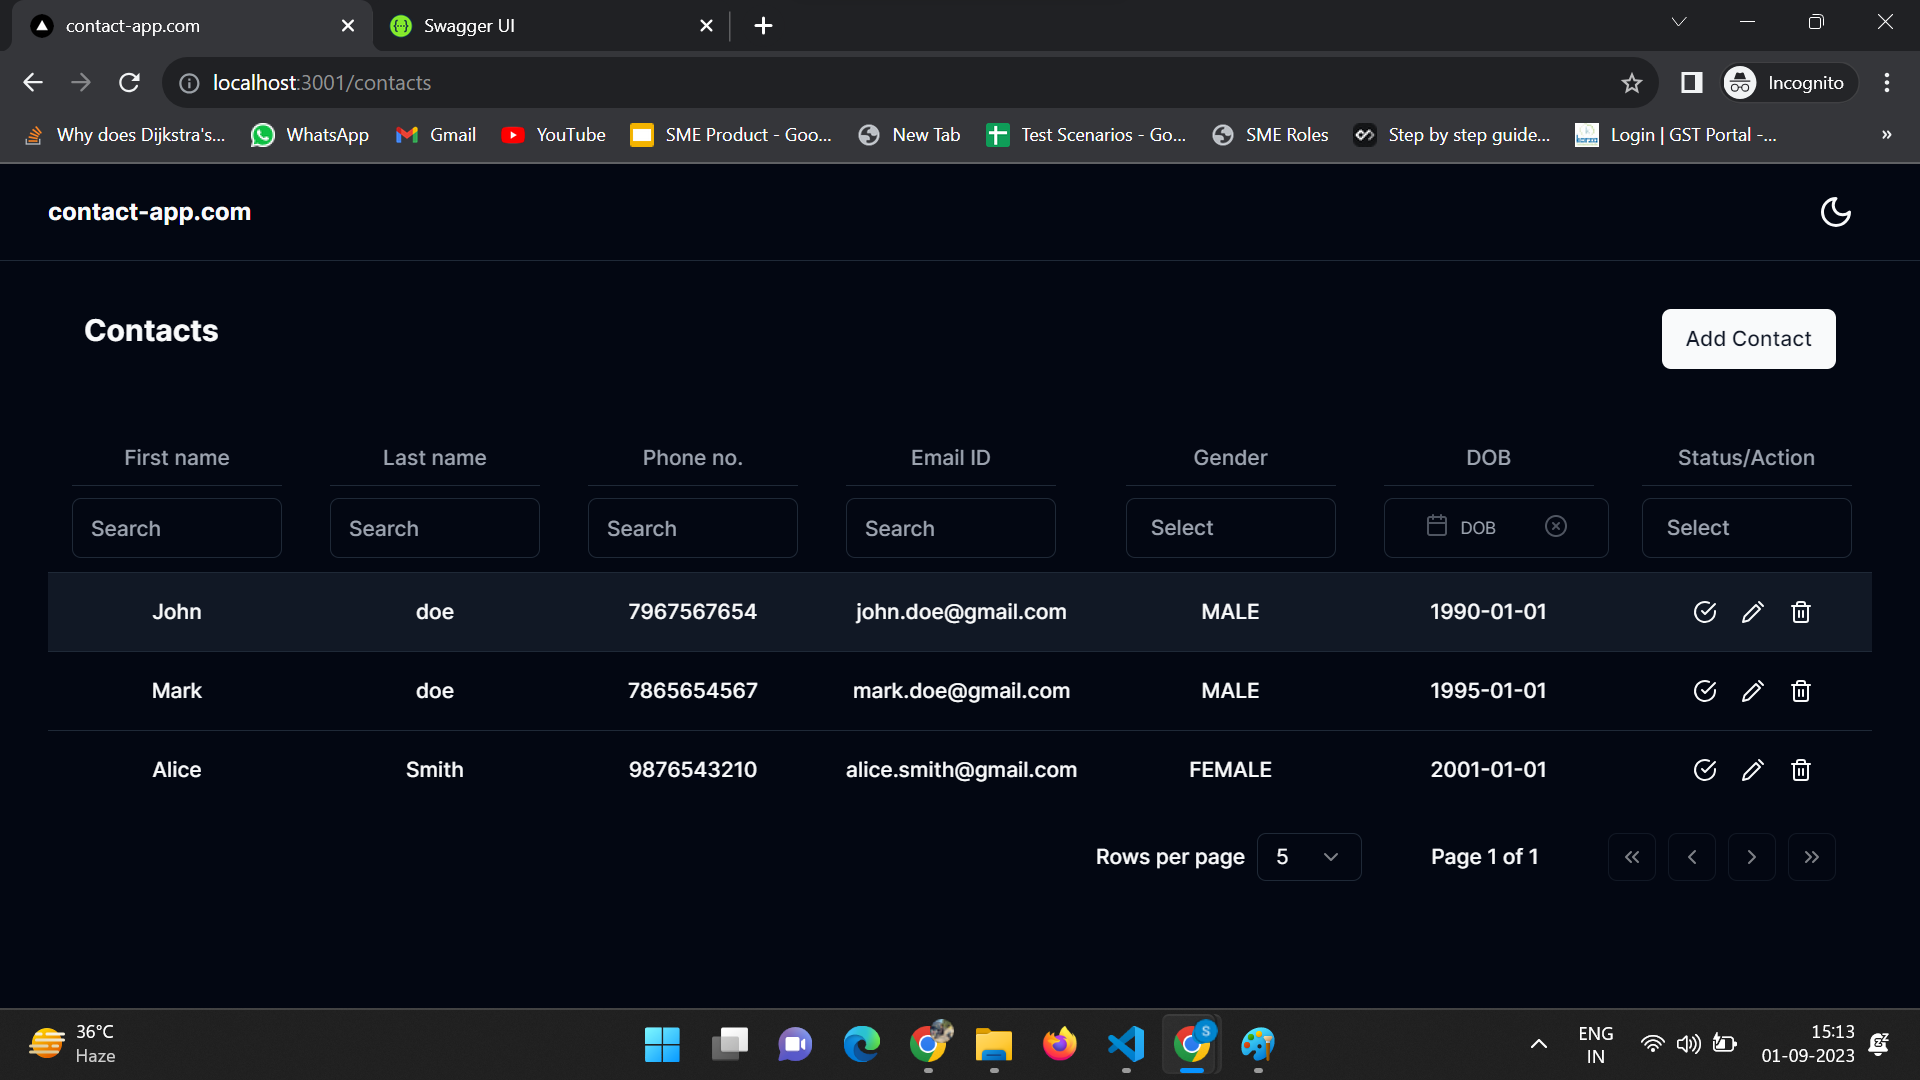 contact-app.com
Swagger UI
localhost:3001/contacts
Incognito
Why does Dijkstra's...
WhatsApp
Gmail
YouTube
SME Product - Goo...
New Tab
Test Scenarios - Go...
SME Roles
Step by step guide...
Login | GST Portal -...
»
contact-app.com
Contacts
Add Contact
First name Last name Phone no. Email ID Gender DOB Status/Action
Search Search Search Search Select DOB Select
John doe 7967567654 john.doe@gmail.com MALE 1990-01-01
Mark doe 7865654567 mark.doe@gmail.com MALE 1995-01-01
Alice Smith 9876543210 alice.smith@gmail.com FEMALE 2001-01-01
Rows per page 5 Page 1 of 1
36°C
Haze
S
ENG
IN
15:13
01-09-2023